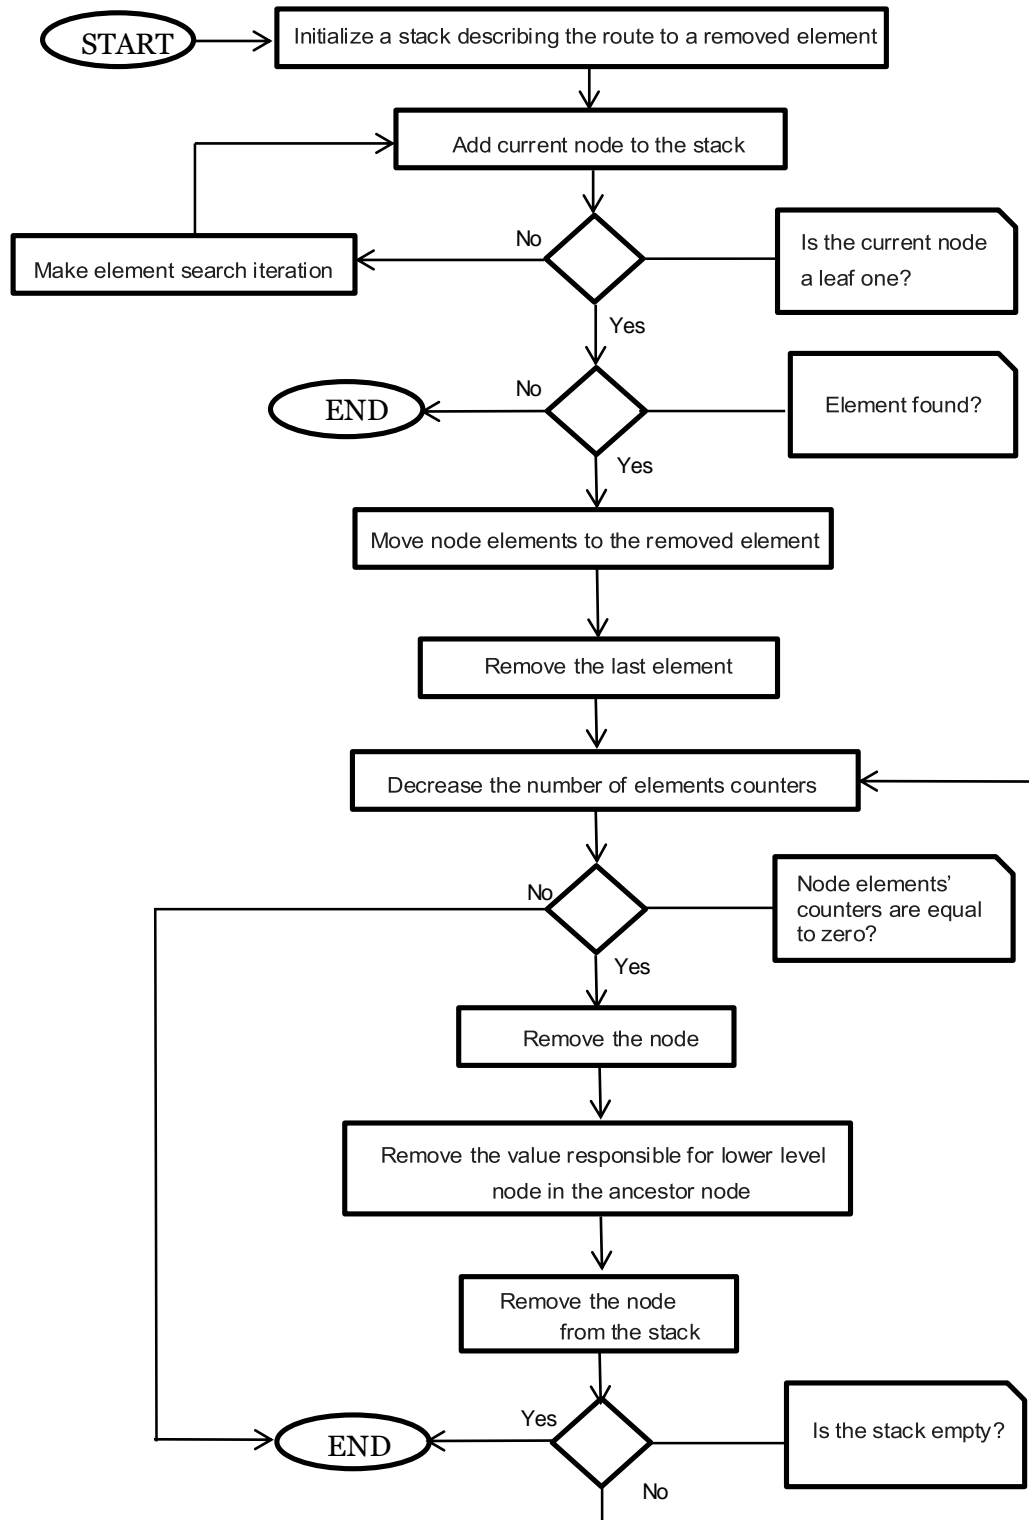 START
Initialize a stack describing the route to a removed element
Add current node to the stack
No
Is the current node
a leaf one?
Make element search iteration
Yes
No
Element found?
END
Yes
Move node elements to the removed element
Remove the last element
Decrease the number of elements counters
No
Node elements’
counters are equal
to zero?
Yes
Remove the node
Remove the value responsible for lower level
node in the ancestor node
Remove the node
from the stack
Yes
Is the stack empty?
END
No